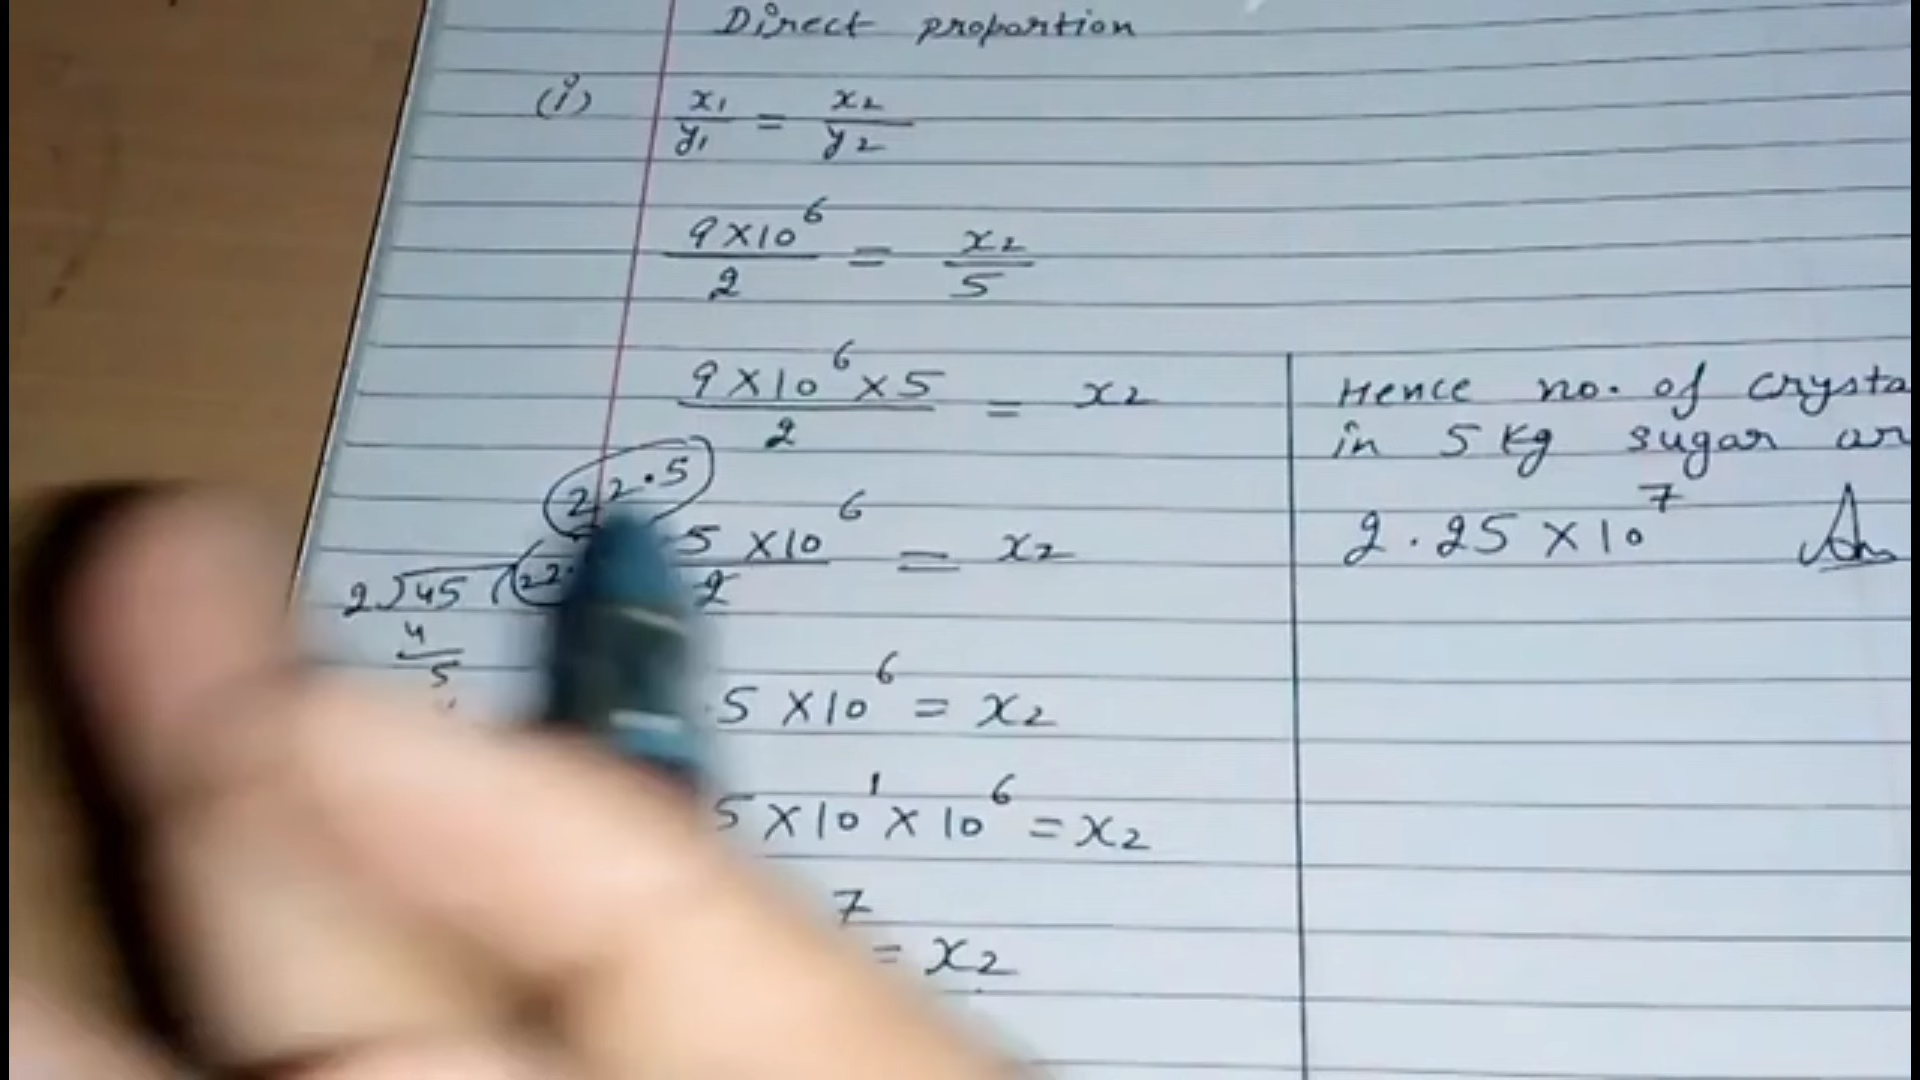 Direct proportion
(i) x₁/y₁ = x₂/y₂
9×10⁶/2 = x₂/5
9×10⁶×5/2 = x₂
22.5
5 ×10⁶/2 = x₂
2)45(22.
4
5
.5 ×10⁶ = x₂
5×10¹×10⁶ = x₂
7 = x₂
Hence no. of crysta
in 5 Kg sugar ar
2.25 ×10⁷ An